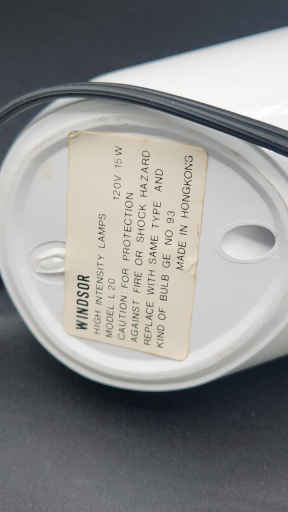 WINDSOR
HIGH INTENSITY LAMPS
MODEL L 20 120V 15W
CAUTION FOR PROTECTION
AGAINST FIRE OR SHOCK HAZARD
REPLACE WITH SAME TYPE AND
KIND OF BULB GE NO 93
MADE IN HONGKONG